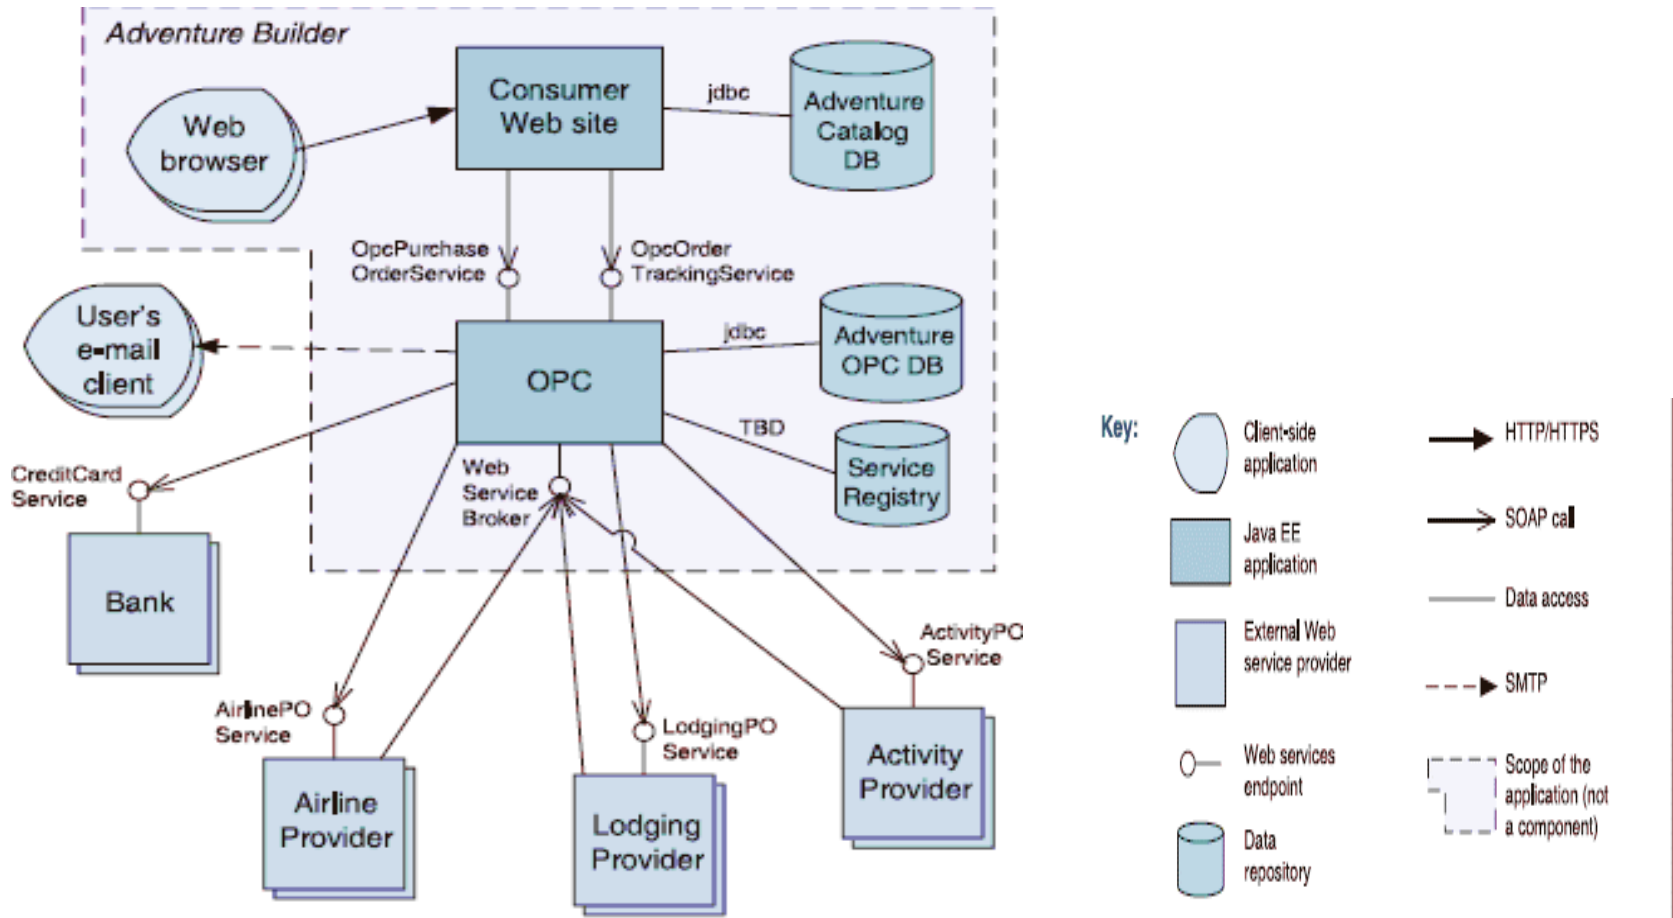 Adventure Builder
Consumer
Web site
jdbc
Adventure
Catalog
DB
Web
browser
OpcPurchase
OrderService
OpcOrder
TrackingService
User's
e-mail
client
OPC
jdbc
Adventure
OPC DB
TBD
Service
Registry
CreditCard
Service
Web
Service
Broker
Bank
AirlinePO
Service
LodgingPO
Service
ActivityPO
Service
Airline
Provider
Lodging
Provider
Activity
Provider
Key:
Client-side
application
Java EE
application
External Web
service provider
Web services
endpoint
Data
repository
HTTP/HTTPS
SOAP call
Data access
SMTP
Scope of the
application (not
a component)